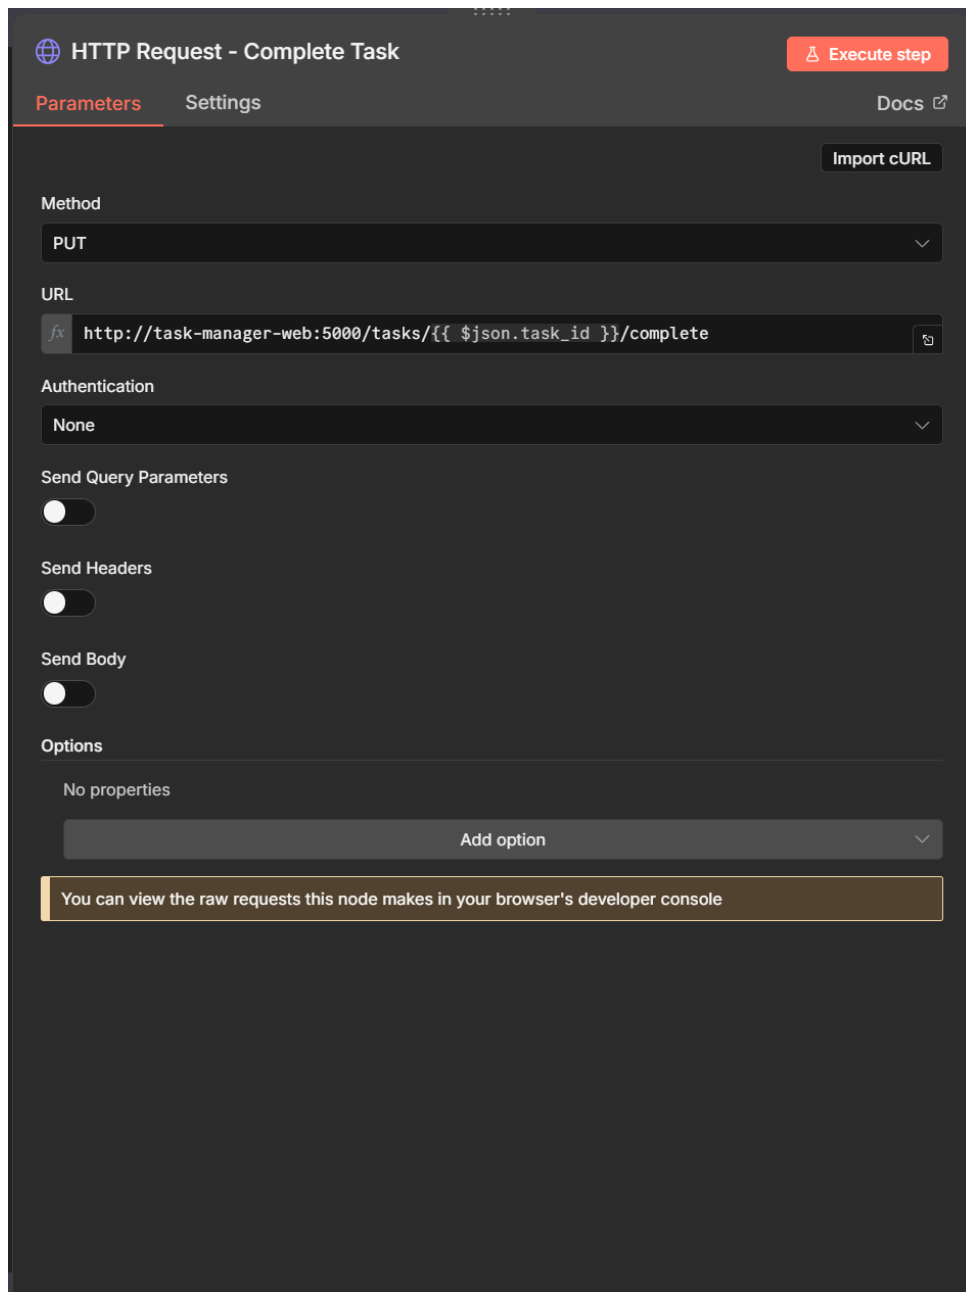 HTTP Request - Complete Task
Execute step
Parameters
Settings
Docs
Import cURL
Method
PUT
URL
fx
http://task-manager-web:5000/tasks/{{ $json.task_id }}/complete
Authentication
None
Send Query Parameters
Send Headers
Send Body
Options
No properties
Add option
You can view the raw requests this node makes in your browser's developer console